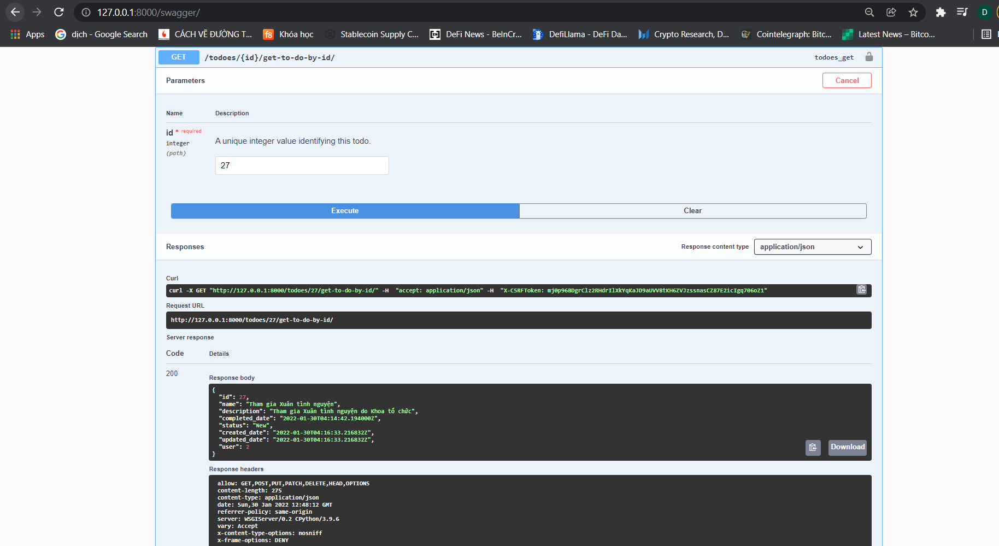 127.0.0.1:8000/swagger/
D
Apps
dịch - Google Search
CÁCH VẼ ĐƯỜNG T...
f8 Khóa học
Stablecoin Supply C...
DeFi News - BeInCr...
DefiLlama - DeFi Da...
Crypto Research, D...
Cointelegraph: Bitc...
Latest News – Bitco...
GET /todoes/{id}/get-to-do-by-id/ todoes_get
Parameters Cancel
Name Description
id * required
integer
(path)
A unique integer value identifying this todo.
27
Execute Clear
Responses Response content type application/json
Curl
curl -X GET "http://127.0.0.1:8000/todoes/27/get-to-do-by-id/" -H "accept: application/json" -H "X-CSRFToken: mj0p96BDgrClz2RHdrIlXkYqKaJD9aUVVBtKH6ZVJzssnasCZ87E2icIgq706oZ1"
Request URL
http://127.0.0.1:8000/todoes/27/get-to-do-by-id/
Server response
Code Details
200
Response body
{
"id": 27,
"name": "Tham gia Xuân tình nguyện",
"description": "Tham gia Xuân tình nguyện do Khoa tổ chức",
"completed_date": "2022-01-30T04:14:42.194000Z",
"status": "New",
"created_date": "2022-01-30T04:16:33.216832Z",
"updated_date": "2022-01-30T04:16:33.216832Z",
"user": 2
}
Download
Response headers
allow: GET,POST,PUT,PATCH,DELETE,HEAD,OPTIONS
content-length: 275
content-type: application/json
date: Sun,30 Jan 2022 12:48:12 GMT
referrer-policy: same-origin
server: WSGIServer/0.2 CPython/3.9.6
vary: Accept
x-content-type-options: nosniff
x-frame-options: DENY